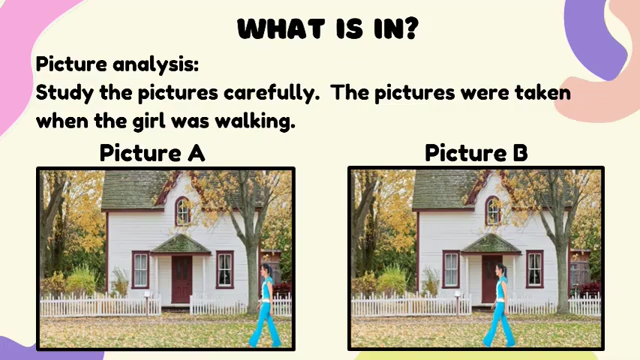 WHAT IS IN?
Picture analysis:
Study the pictures carefully. The pictures were taken
when the girl was walking.
Picture A
Picture B